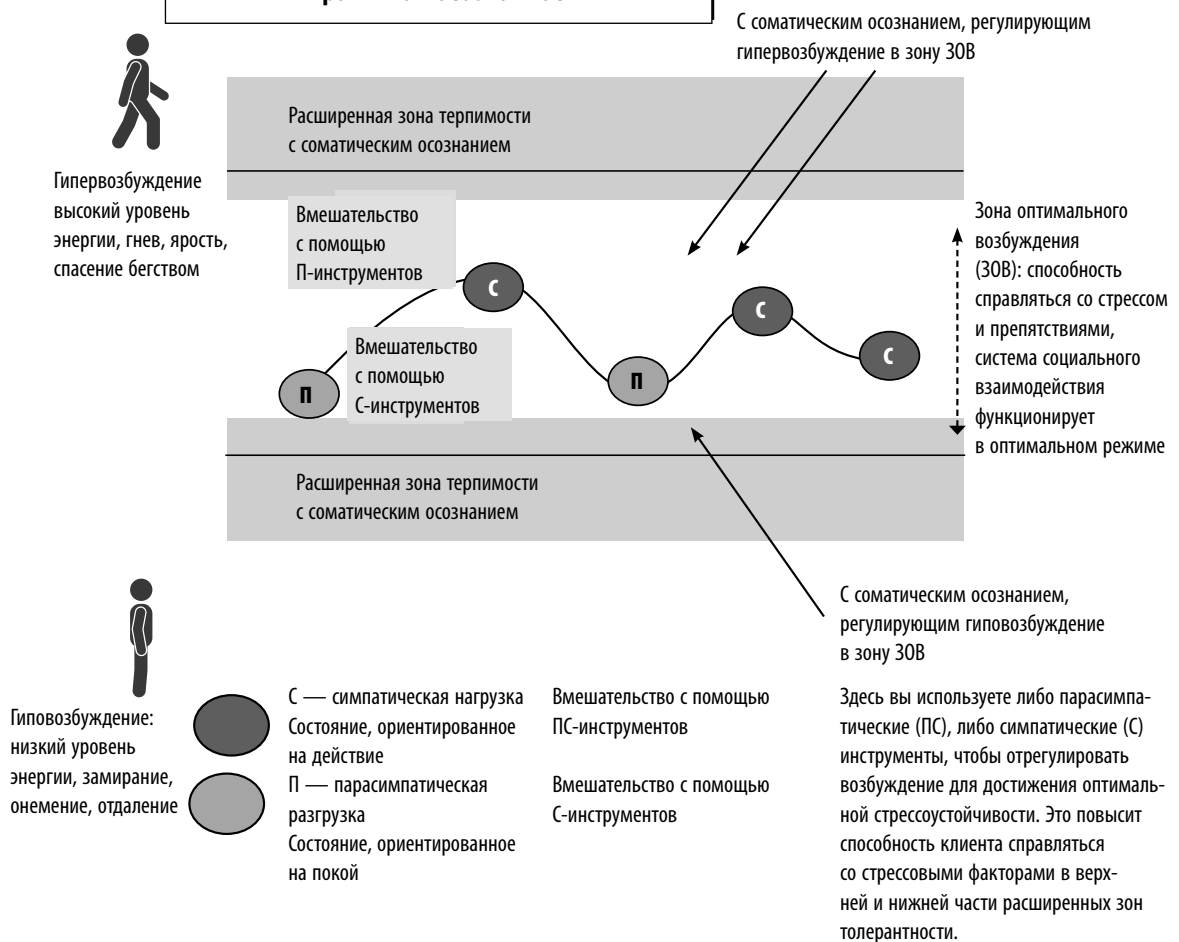 С соматическим осознанием, регулирующим
гипервозбуждение в зону ЗОВ
Расширенная зона терпимости
с соматическим осознанием
Гипервозбуждение
высокий уровень
энергии, гнев, ярость,
спасение бегством
Вмешательство
с помощью
П-инструментов
С
С
Зона оптимального
возбуждения
(ЗОВ): способность
справляться со стрессом
и препятствиями,
система социального
взаимодействия
функционирует
в оптимальном режиме
П
Вмешательство
с помощью
С-инструментов
П
С
Расширенная зона терпимости
с соматическим осознанием
С соматическим осознанием,
регулирующим гиповозбуждение
в зону ЗОВ
Гиповозбуждение:
низкий уровень
энергии, замирание,
онемение, отдаление
С — симпатическая нагрузка
Состояние, ориентированное
на действие
Вмешательство с помощью
ПС-инструментов
П — парасимпатическая
разгрузка
Состояние, ориентированное
на покой
Вмешательство с помощью
С-инструментов
Здесь вы используете либо парасимпа-
тические (ПС), либо симпатические (С)
инструменты, чтобы отрегулировать
возбуждение для достижения оптималь-
ной стрессоустойчивости. Это повысит
способность клиента справляться
со стрессовыми факторами в верх-
ней и нижней части расширенных зон
толерантности.